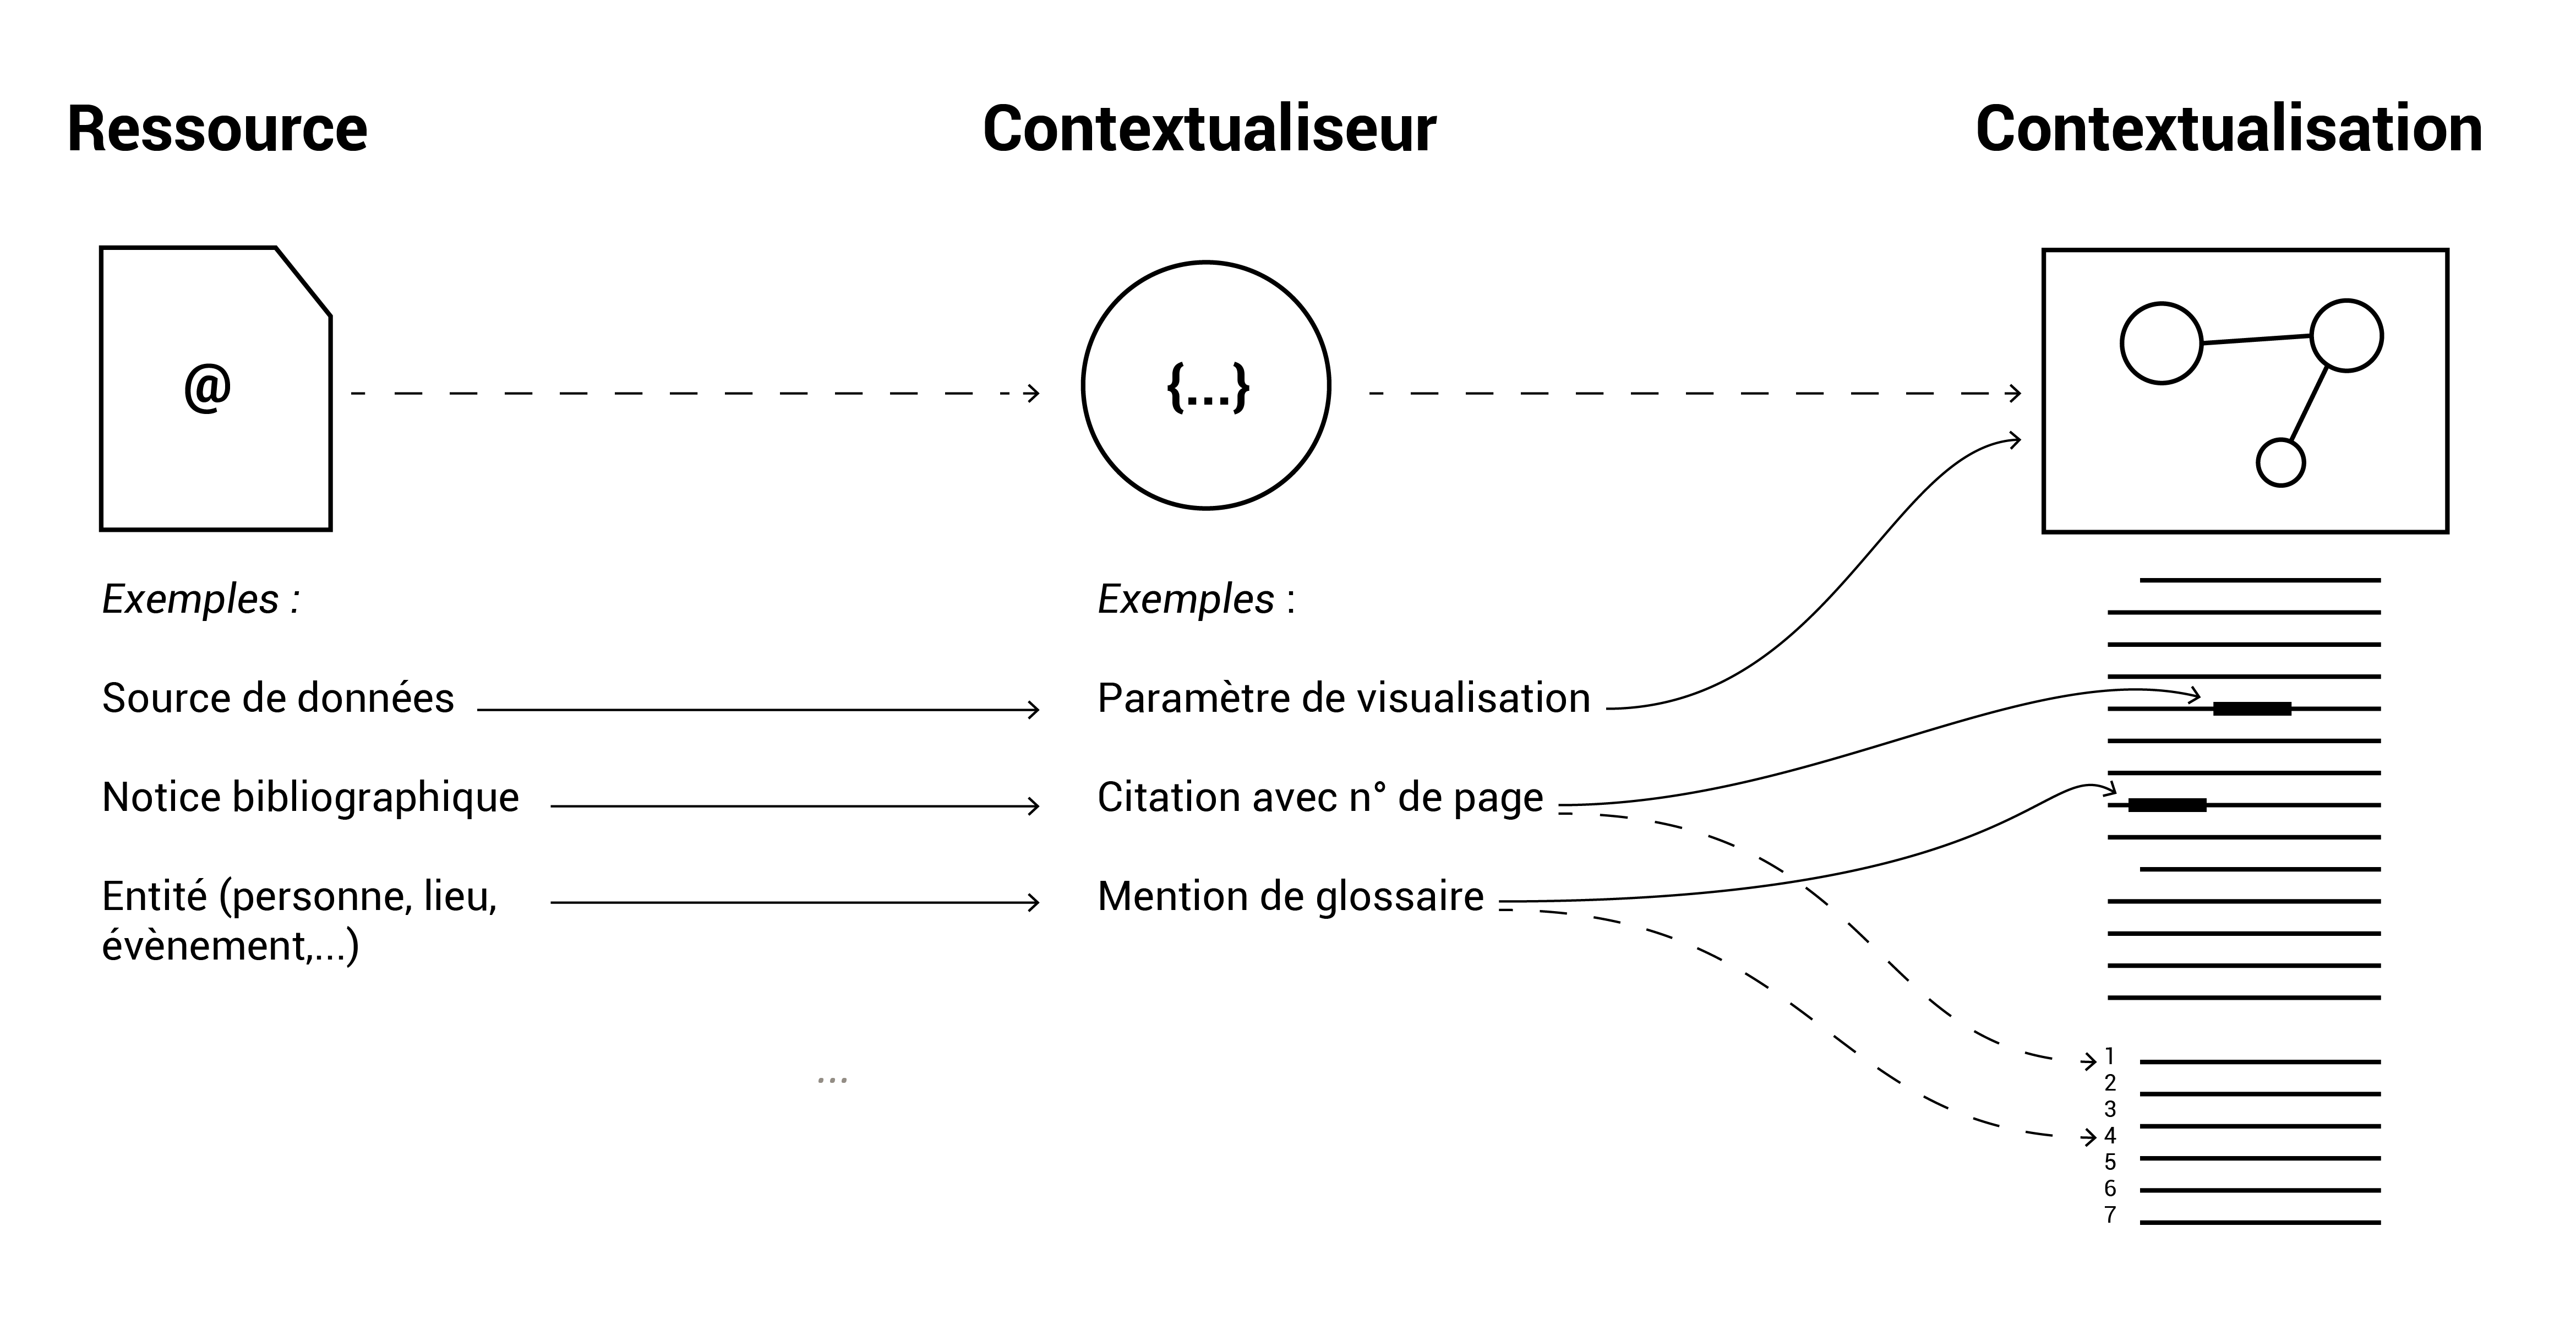 Ressource
Contextualiseur
Contextualisation
@
{...}
Exemples :
Exemples :
Source de données
Paramètre de visualisation
Notice bibliographique
Citation avec n° de page
Entité (personne, lieu,
évènement,...)
Mention de glossaire
...
1
2
3
4
5
6
7